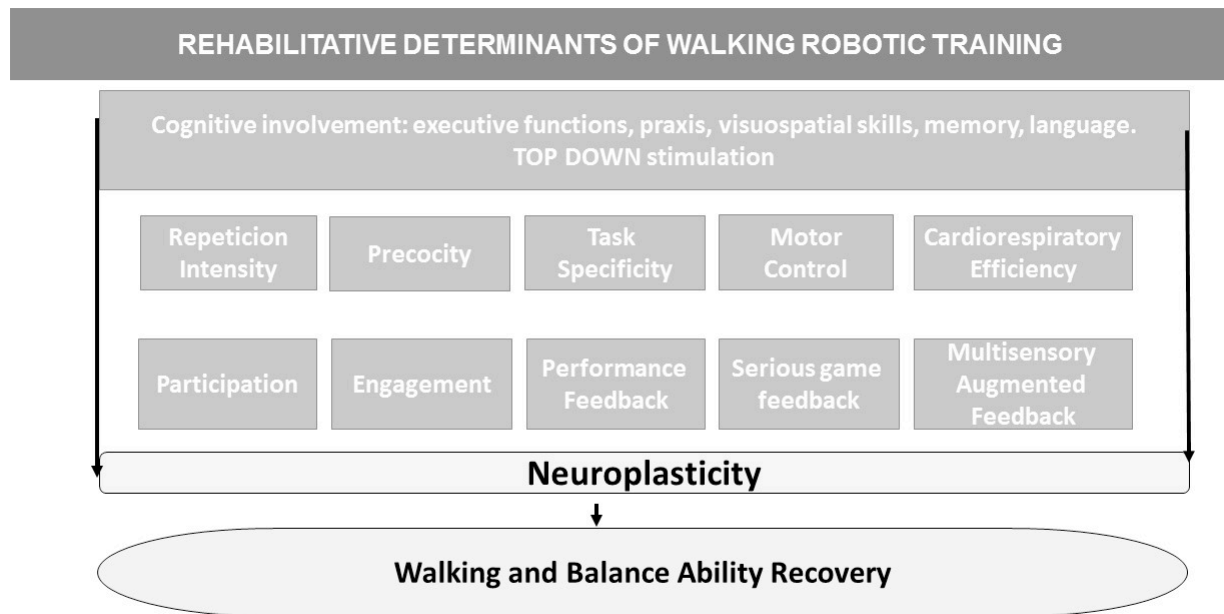 REHABILITATIVE DETERMINANTS OF WALKING ROBOTIC TRAINING
Cognitive involvement: executive functions, praxis, visuospatial skills, memory, language.
TOP DOWN stimulation
Repeticion
Intensity
Precocity
Task
Specificity
Motor
Control
Cardiorespiratory
Efficiency
Participation
Engagement
Performance
Feedback
Serious game
feedback
Multisensory
Augmented
Feedback
Neuroplasticity
Walking and Balance Ability Recovery